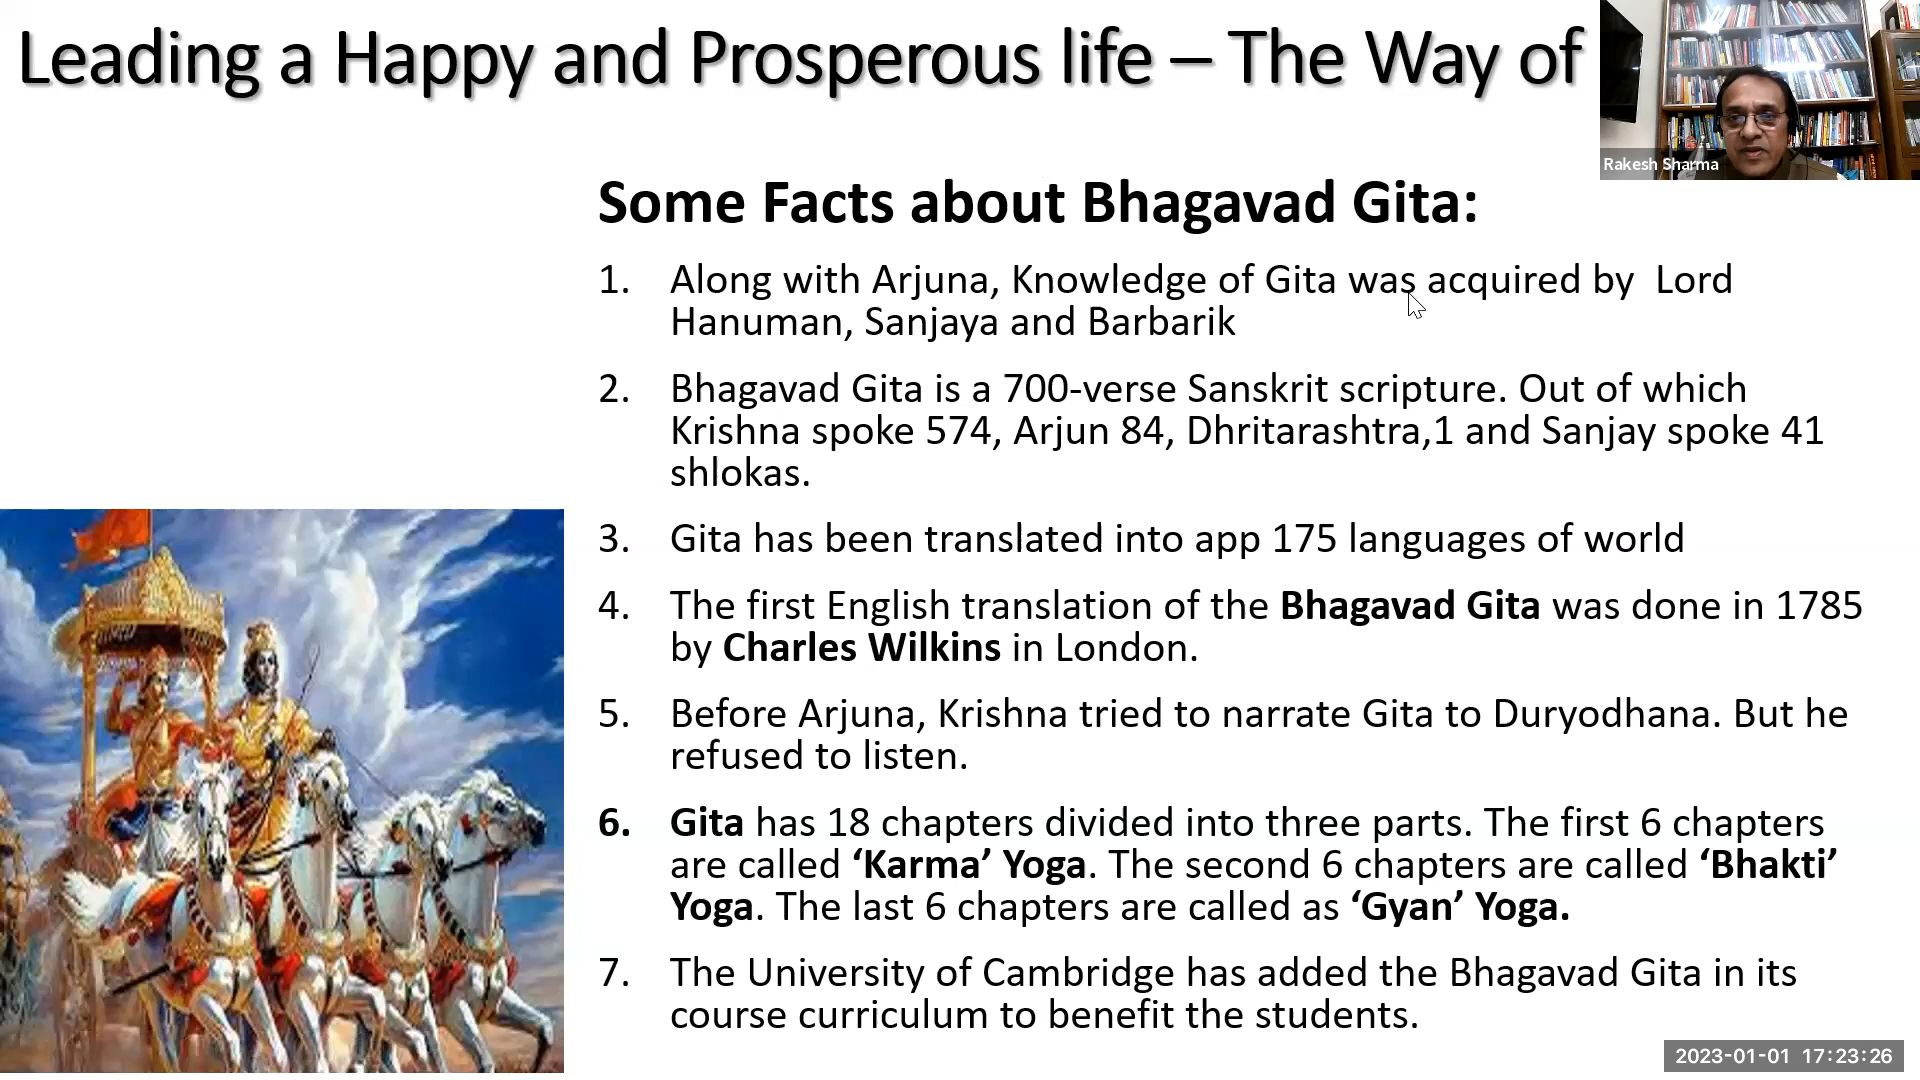 Leading a Happy and Prosperous life – The Way of
Rakesh Sharma
Some Facts about Bhagavad Gita:
1. Along with Arjuna, Knowledge of Gita was acquired by Lord
Hanuman, Sanjaya and Barbarik
2. Bhagavad Gita is a 700-verse Sanskrit scripture. Out of which
Krishna spoke 574, Arjun 84, Dhritarashtra,1 and Sanjay spoke 41
shlokas.
3. Gita has been translated into app 175 languages of world
4. The first English translation of the Bhagavad Gita was done in 1785
by Charles Wilkins in London.
5. Before Arjuna, Krishna tried to narrate Gita to Duryodhana. But he
refused to listen.
6. Gita has 18 chapters divided into three parts. The first 6 chapters
are called ‘Karma’ Yoga. The second 6 chapters are called ‘Bhakti’
Yoga. The last 6 chapters are called as ‘Gyan’ Yoga.
7. The University of Cambridge has added the Bhagavad Gita in its
course curriculum to benefit the students.
2023-01-01 17:23:26